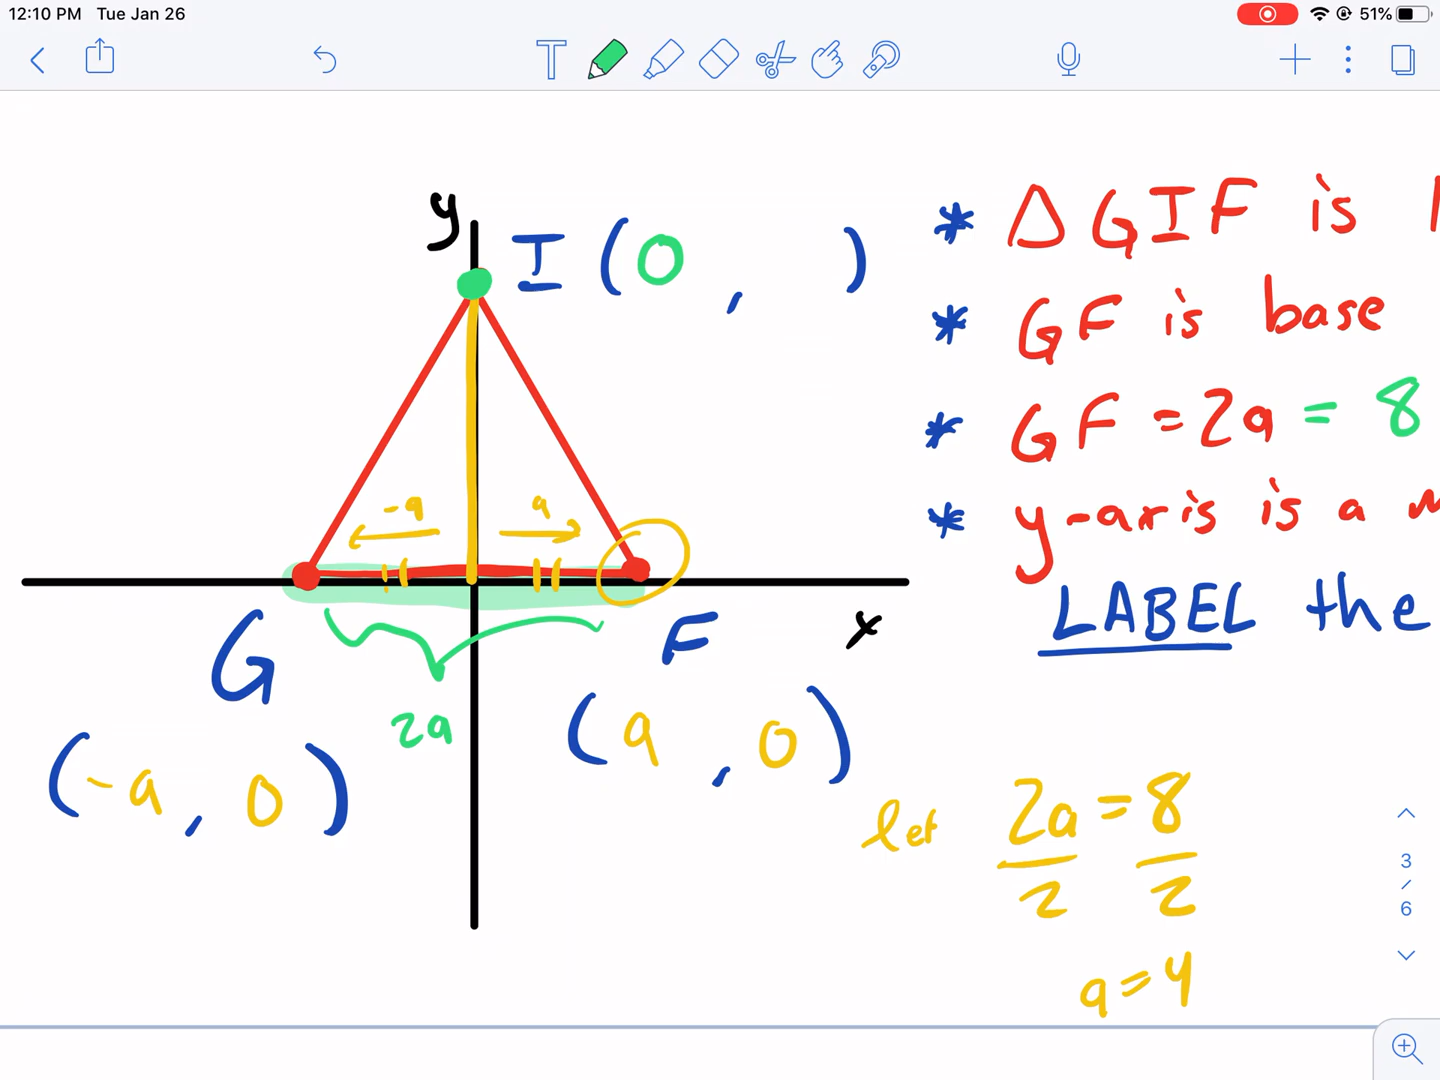 12:10 PM Tue Jan 26
51%
T
y
I (0 , )
* ΔGIF is
* GF is base
* GF = 2a = 8
* y-axis is a
LABEL the
-a a
G F x
2a
(-a, 0) (a, 0)
let 2a = 8
2 2
a = 4
3
/
6